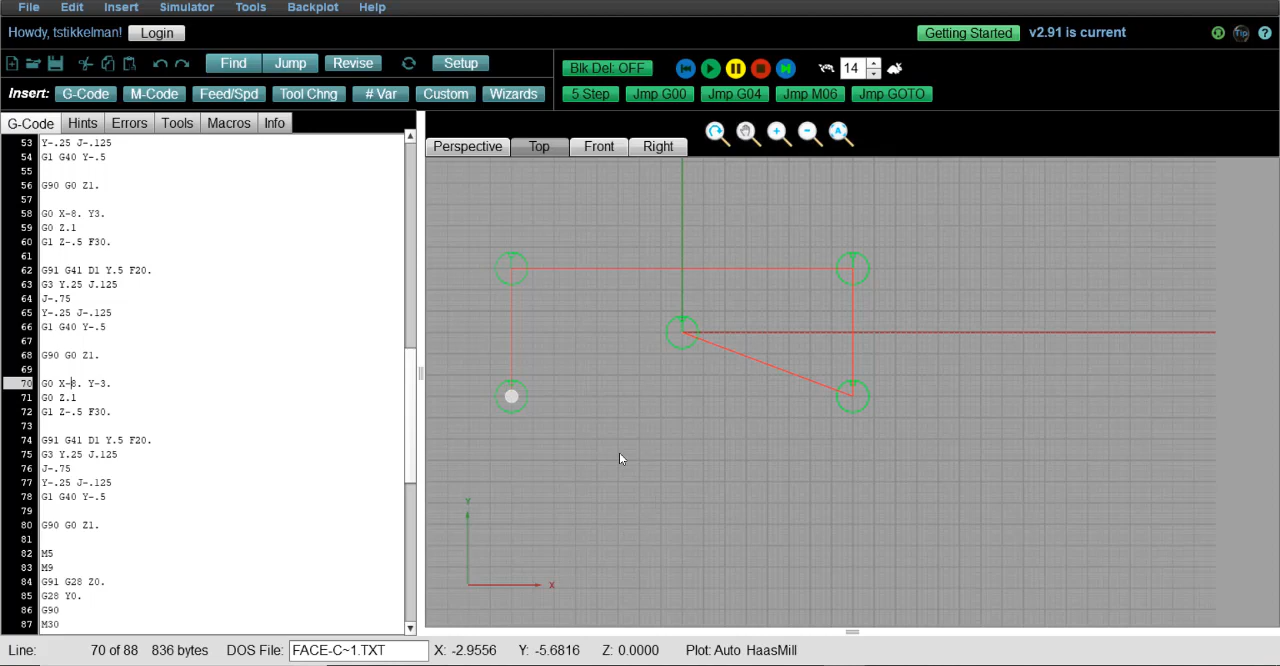 File Edit Insert Simulator Tools Backplot Help
Howdy, tstikkelman! Login Getting Started v2.91 is current Tip ?
Find Jump Revise Setup Blk Del: OFF 14
Insert: G-Code M-Code Feed/Spd Tool Chng # Var Custom Wizards 5 Step Jmp G00 Jmp G04 Jmp M06 Jmp GOTO
G-Code Hints Errors Tools Macros Info
Perspective Top Front Right
53 Y-.25 J-.125
54 G1 G40 Y-.5
55
56 G90 G0 Z1.
57
58 G0 X-8. Y3.
59 G0 Z.1
60 G1 Z-.5 F30.
61
62 G91 G41 D1 Y.5 F20.
63 G3 Y.25 J.125
64 J-.75
65 Y-.25 J-.125
66 G1 G40 Y-.5
67
68 G90 G0 Z1.
69
70 G0 X-8. Y-3.
71 G0 Z.1
72 G1 Z-.5 F30.
73
74 G91 G41 D1 Y.5 F20.
75 G3 Y.25 J.125
76 J-.75
77 Y-.25 J-.125
78 G1 G40 Y-.5
79
80 G90 G0 Z1.
81
82 M5
83 M9
84 G91 G28 Z0.
85 G28 Y0.
86 G90
87 M30
Y
X
Line: 70 of 88 836 bytes DOS File: FACE-C~1.TXT X: -2.9556 Y: -5.6816 Z: 0.0000 Plot: Auto HaasMill